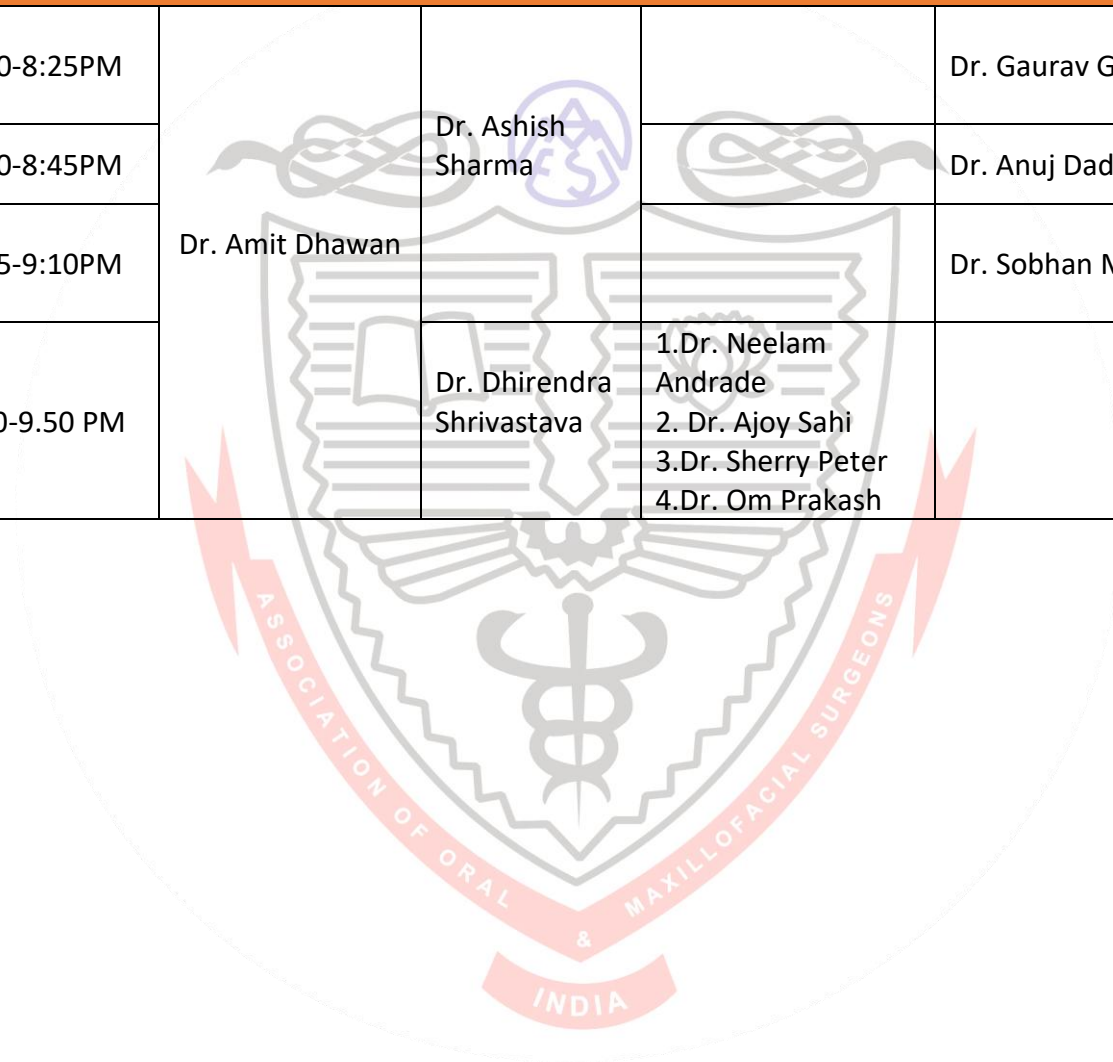 0-8:25PM
Dr. Gaurav G
Dr. Ashish
Sharma
0-8:45PM
Dr. Anuj Dad
Dr. Amit Dhawan
5-9:10PM
Dr. Sobhan
0-9.50 PM
Dr. Dhirendra
Shrivastava
1.Dr. Neelam
Andrade
2. Dr. Ajoy Sahi
3.Dr. Sherry Peter
4.Dr. Om Prakash
ASSOCIATION OF ORAL & MAXILLOFACIAL SURGEONS
INDIA